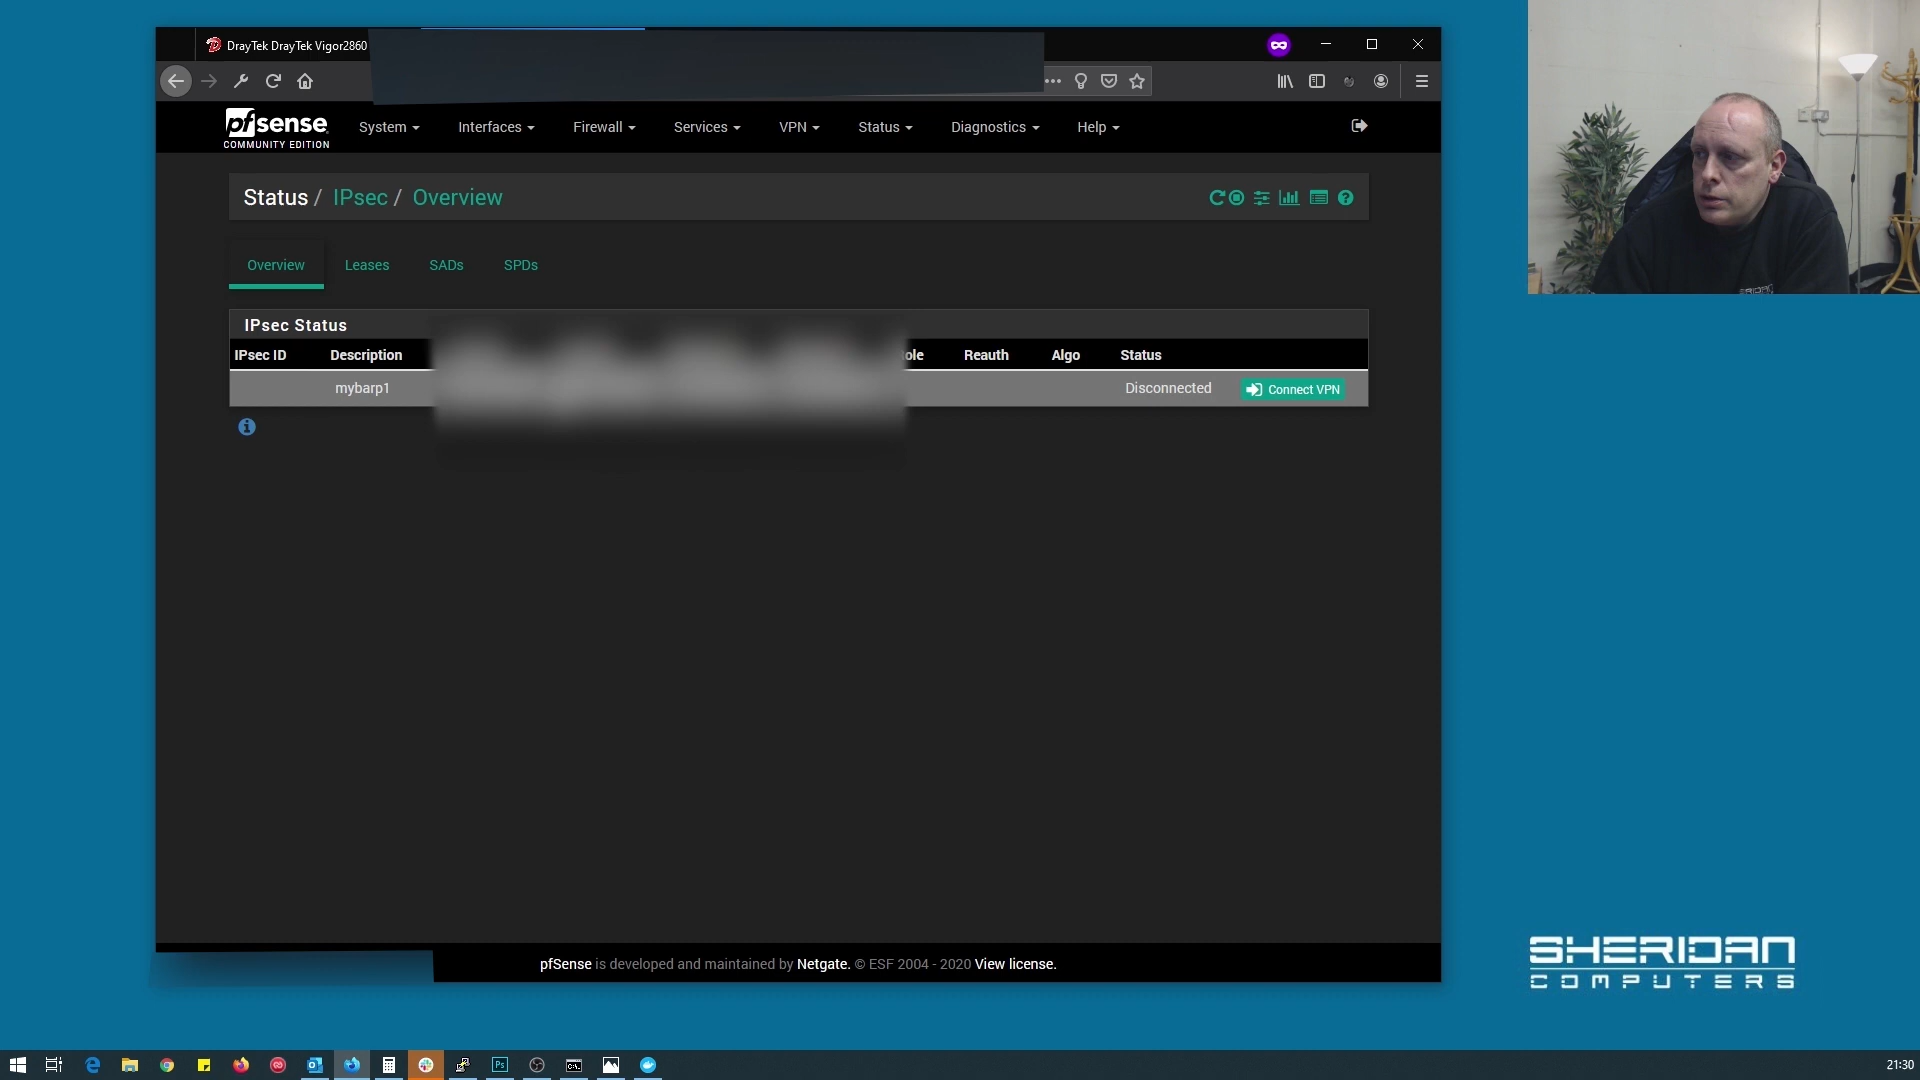 DrayTek DrayTek Vigor2860
pfsense
COMMUNITY EDITION
System
Interfaces
Firewall
Services
VPN
Status
Diagnostics
Help
Status / IPsec / Overview
Overview
Leases
SADs
SPDs
IPsec Status
IPsec ID
Description
Reauth
Algo
Status
mybarp1
Disconnected
Connect VPN
pfSense is developed and maintained by Netgate. © ESF 2004 - 2020 View license.
SHERIDAN
COMPUTERS
Ps
21:30